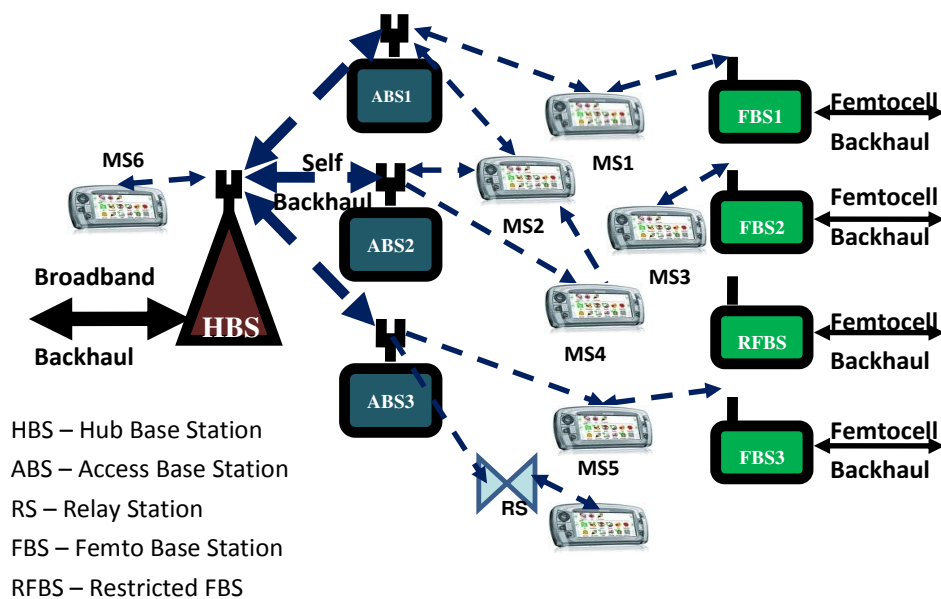 ABS1
FBS1
Femtocell
Backhaul
MS6
Self
Backhaul
MS1
MS2
ABS2
FBS2
Femtocell
Backhaul
MS3
Broadband
Backhaul
HBS
MS4
RFBS
Femtocell
Backhaul
ABS3
MS5
FBS3
Femtocell
Backhaul
RS
HBS – Hub Base Station
ABS – Access Base Station
RS – Relay Station
FBS – Femto Base Station
RFBS – Restricted FBS